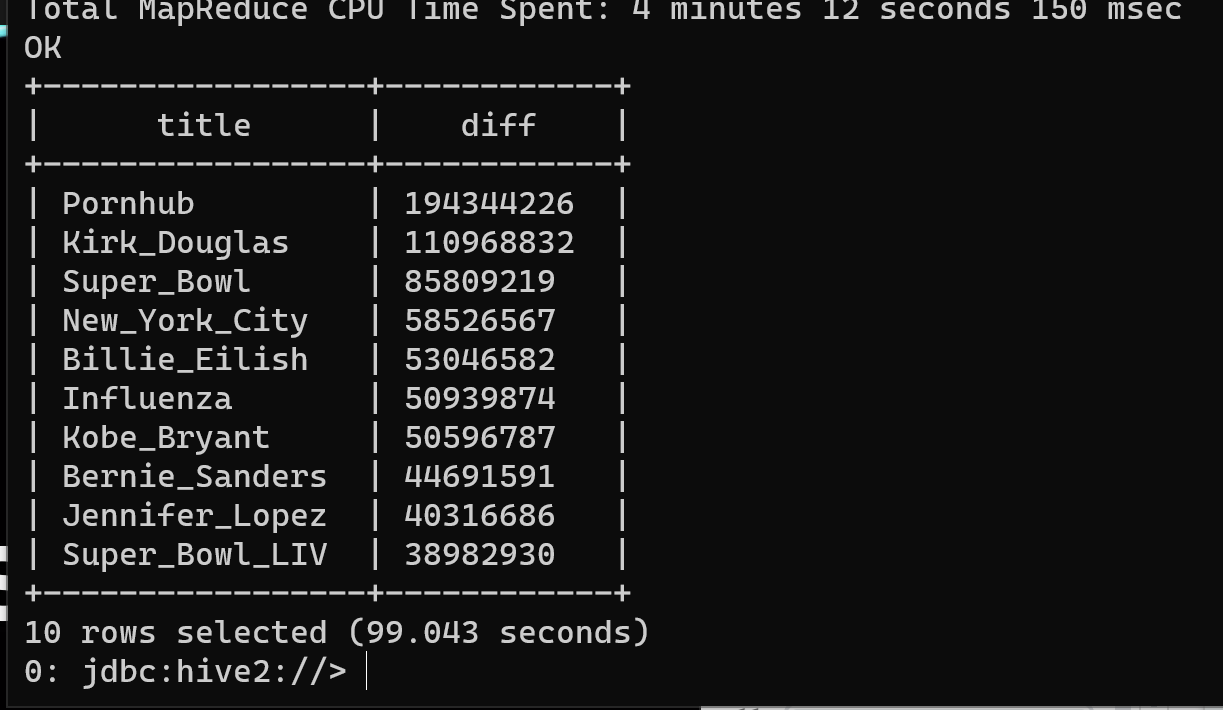 Total MapReduce CPU Time Spent: 4 minutes 12 seconds 150 msec
OK
+-----------------+------------+
|      title      |    diff    |
+-----------------+------------+
| Pornhub         | 194344226  |
| Kirk_Douglas    | 110968832  |
| Super_Bowl      | 85809219   |
| New_York_City   | 58526567   |
| Billie_Eilish   | 53046582   |
| Influenza       | 50939874   |
| Kobe_Bryant     | 50596787   |
| Bernie_Sanders  | 44691591   |
| Jennifer_Lopez  | 40316686   |
| Super_Bowl_LIV  | 38982930   |
+-----------------+------------+
10 rows selected (99.043 seconds)
0: jdbc:hive2://>